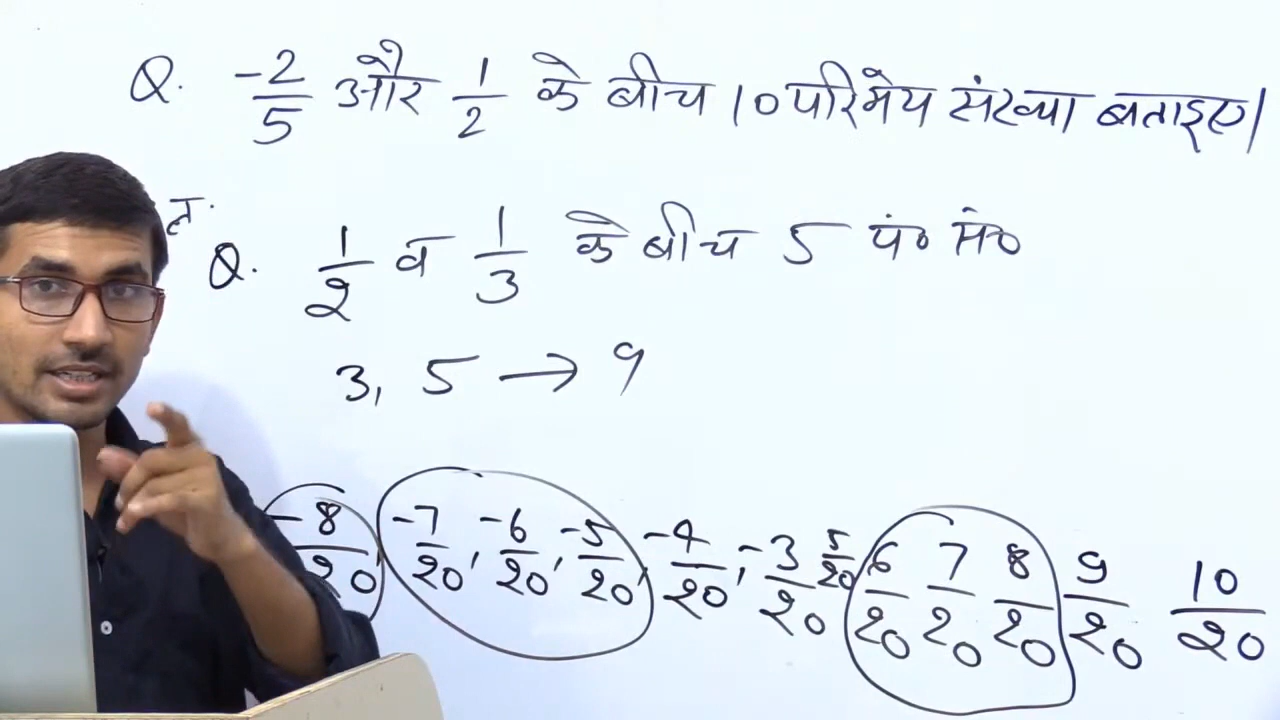 Q. -2/5 और 1/2 के बीच 10 परिमेय संख्या बताइए।
Q. 1/2 व 1/3 के बीच 5 प० स०
3, 5 → 9
-8/20, -7/20, -6/20, -5/20, -4/20, -3/20 5/20 6/20 7/20 8/20 9/20 10/20